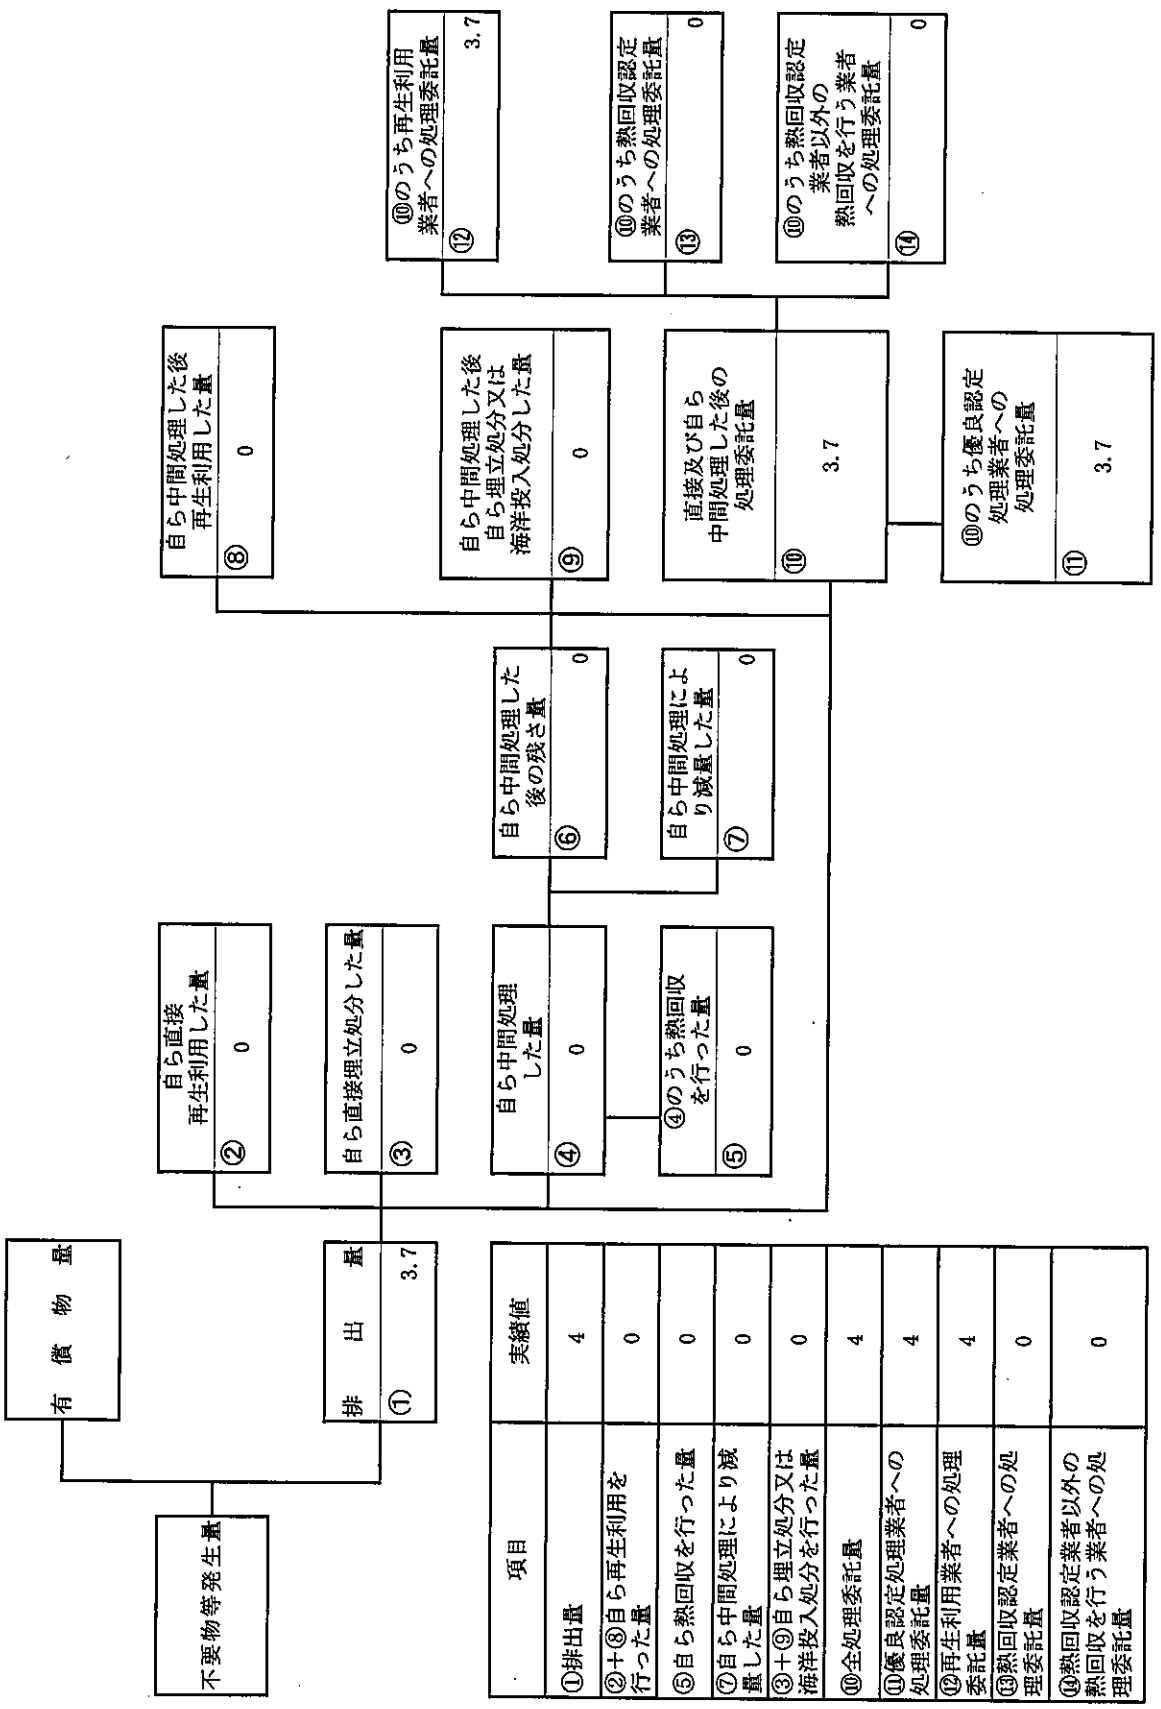 不要物等発生量
有償物量
排出量
① 3.7
自ら直接
再生利用した量
② 0
自ら直接埋立処分した量
③ 0
自ら中間処理
した量
④ 0
④のうち熱回収
を行った量
⑤ 0
自ら中間処理した
後の残さ量
⑥ 0
自ら中間処理によ
り減量した量
⑦ 0
自ら中間処理した後
再生利用した量
⑧ 0
自ら中間処理した後
自ら埋立処分又は
海洋投入処分した量
⑨ 0
直接及び自ら
中間処理した後の
処理委託量
⑩ 3.7
⑩のうち優良認定
処理業者への
処理委託量
⑪ 3.7
⑩のうち再生利用
業者への処理委託量
⑫ 3.7
⑩のうち熱回収認定
業者への処理委託量
⑬ 0
⑩のうち熱回収認定
業者以外の
熱回収を行う業者
への処理委託量
⑭ 0
項目 実績値
①排出量 4
②+⑧自ら再生利用を
行った量 0
⑤自ら熱回収を行った量 0
⑦自ら中間処理により減
量した量 0
③+⑨自ら埋立処分又は
海洋投入処分を行った量 0
⑩全処理委託量 4
⑪優良認定処理業者への
処理委託量 4
⑫再生利用業者への処理
委託量 4
⑬熱回収認定業者への処
理委託量 0
⑭熱回収認定業者以外の
熱回収を行う業者への処
理委託量 0